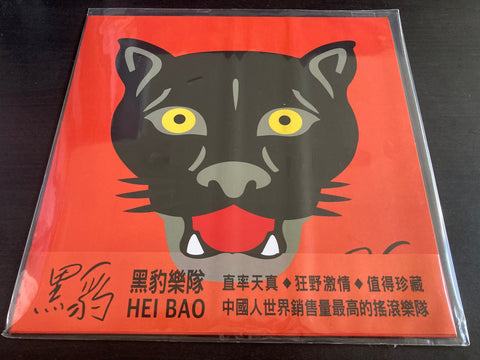 黑豹
黑豹樂隊
HEI BAO
直率天真◆狂野激情◆值得珍藏
中國人世界銷售量最高的搖滾樂隊